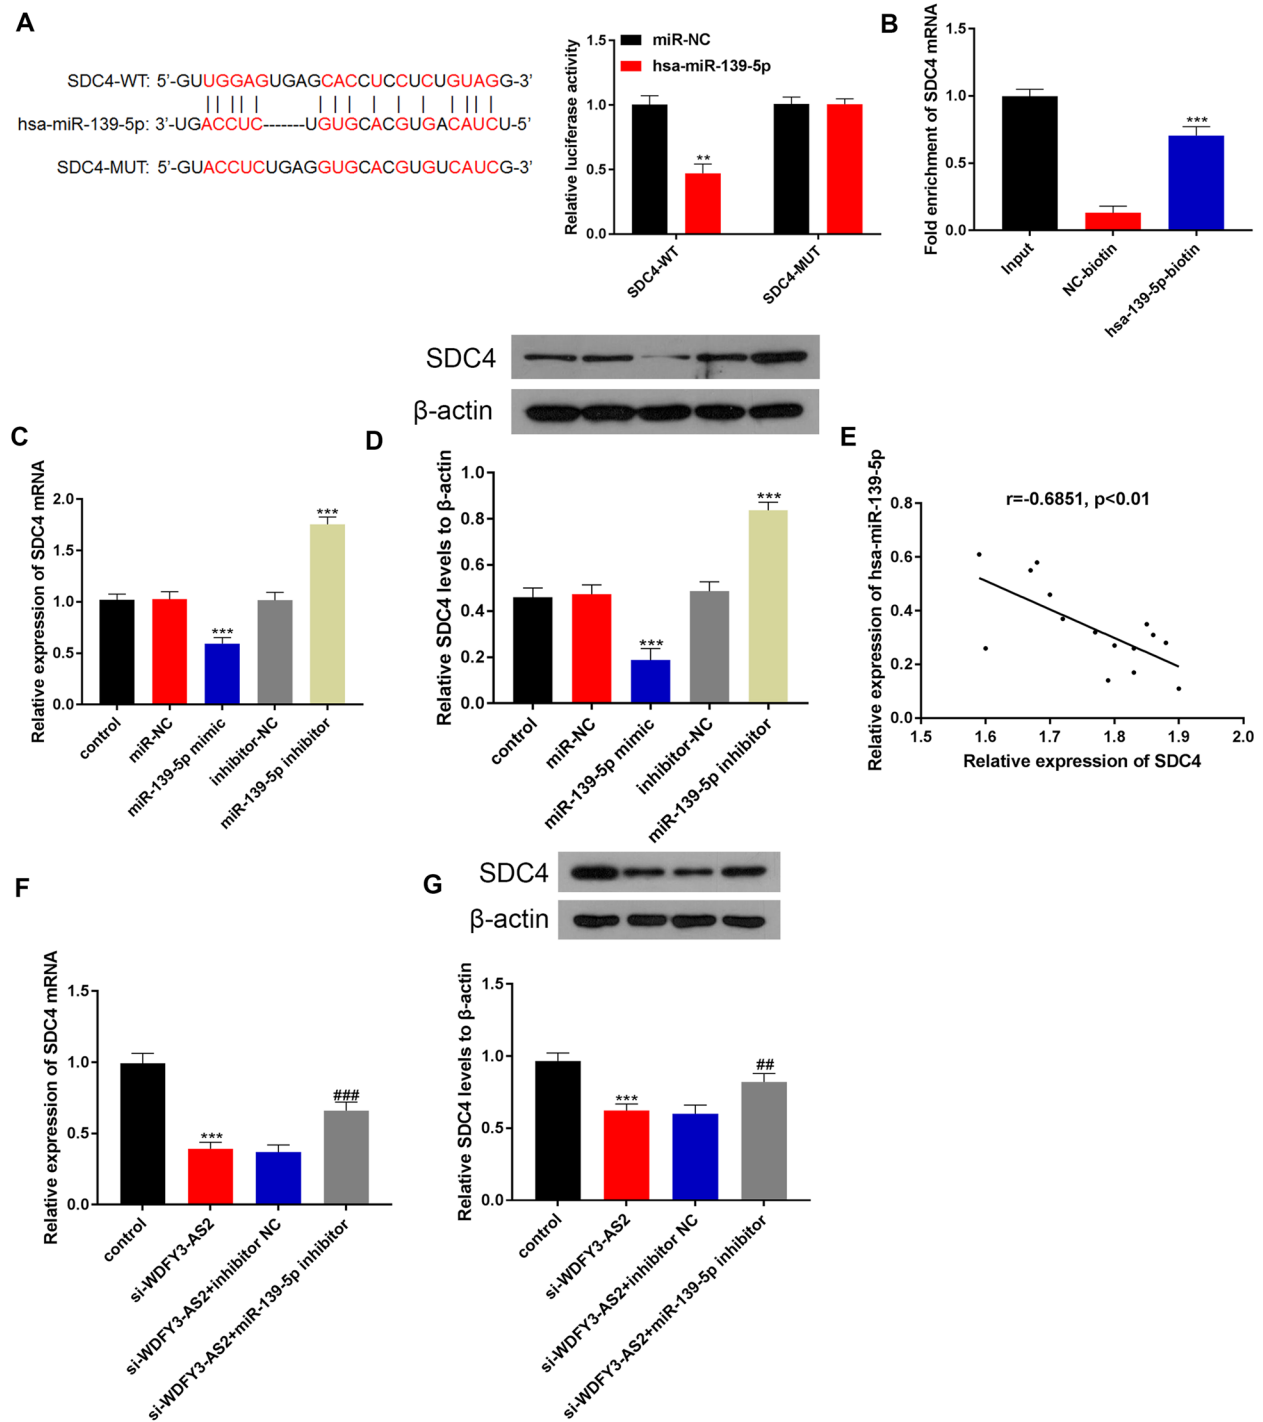 A
SDC4-WT: 5’-GUUGGAGUGAGCACCUCCUCUGUAGG-3’
hsa-miR-139-5p: 3’-UGACCUC-------UGUGCACGUGACAUCU-5’
SDC4-MUT: 5’-GUACCUCUGAGGUGCACGUGUCAUCG-3’
Relative luciferase activity
1.5
1.0
0.5
0.0
miR-NC
hsa-miR-139-5p
**
SDC4-WT
SDC4-MUT
B
Fold enrichment of SDC4 mRNA
1.5
1.0
0.5
0.0
***
Input
NC-biotin
hsa-139-5p-biotin
C
Relative expression of SDC4 mRNA
2.0
1.5
1.0
0.5
0.0
***
***
control
miR-NC
miR-139-5p mimic
inhibitor-NC
miR-139-5p inhibitor
D
SDC4
β-actin
Relative SDC4 levels to β-actin
1.0
0.8
0.6
0.4
0.2
0.0
***
***
control
miR-NC
miR-139-5p mimic
inhibitor-NC
miR-139-5p inhibitor
E
Relative expression of hsa-miR-139-5p
0.8
0.6
0.4
0.2
0.0
r=-0.6851, p<0.01
1.5 1.6 1.7 1.8 1.9 2.0
Relative expression of SDC4
F
Relative expression of SDC4 mRNA
1.5
1.0
0.5
0.0
***
###
control
si-WDFY3-AS2
si-WDFY3-AS2+inhibitor NC
si-WDFY3-AS2+miR-139-5p inhibitor
G
SDC4
β-actin
Relative SDC4 levels to β-actin
1.5
1.0
0.5
0.0
***
##
control
si-WDFY3-AS2
si-WDFY3-AS2+inhibitor NC
si-WDFY3-AS2+miR-139-5p inhibitor